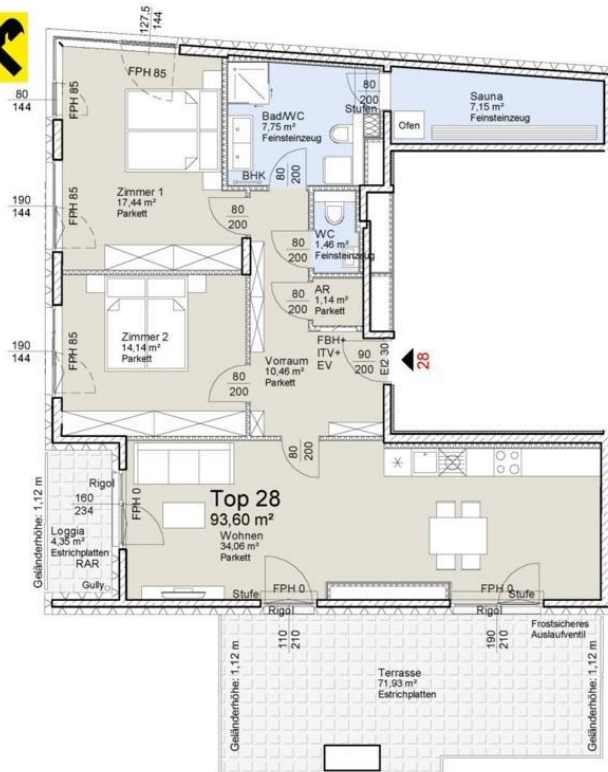 127,5
144
FPH 85
80
144
FPH 85
Bad/WC
7,75 m²
Feinsteinzeug
BHK
80
200
80
200
Stufen
Ofen
Sauna
7,15 m²
Feinsteinzeug
190
144
FPH 85
Zimmer 1
17,44 m²
Parkett
80
200
80
200
WC
1,46 m²
Feinsteinzeug
80
200
AR
1,14 m²
Parkett
190
144
FPH 85
Zimmer 2
14,14 m²
Parkett
80
200
Vorraum
10,46 m²
Parkett
FBH+
ITV+
EV
90
200
EI2 30
28
80
200
Geländerhöhe: 1,12 m
Rigol
160
234
FPH 0
Loggia
4,35 m²
Estrichplatten
RAR
Gully
Top 28
93,60 m²
Wohnen
34,06 m²
Parkett
Stufe
FPH 0
Rigol
110
210
FPH 0
Stufe
Rigol
190
210
Frostsicheres
Auslaufventil
Geländerhöhe: 1,12 m
Terrasse
71,93 m²
Estrichplatten
Geländerhöhe: 1,12 m